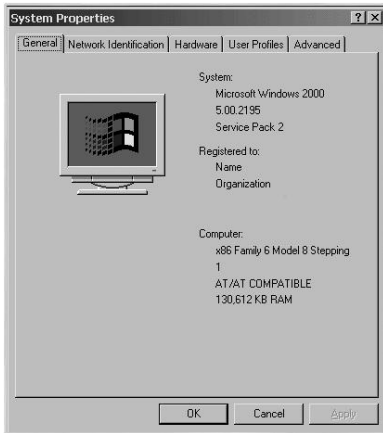 System Properties
General Network Identification Hardware User Profiles Advanced
System:
Microsoft Windows 2000
5.00.2195
Service Pack 2
Registered to:
Name
Organization
Computer:
x86 Family 6 Model 8 Stepping
1
AT/AT COMPATIBLE
130,612 KB RAM
OK Cancel Apply